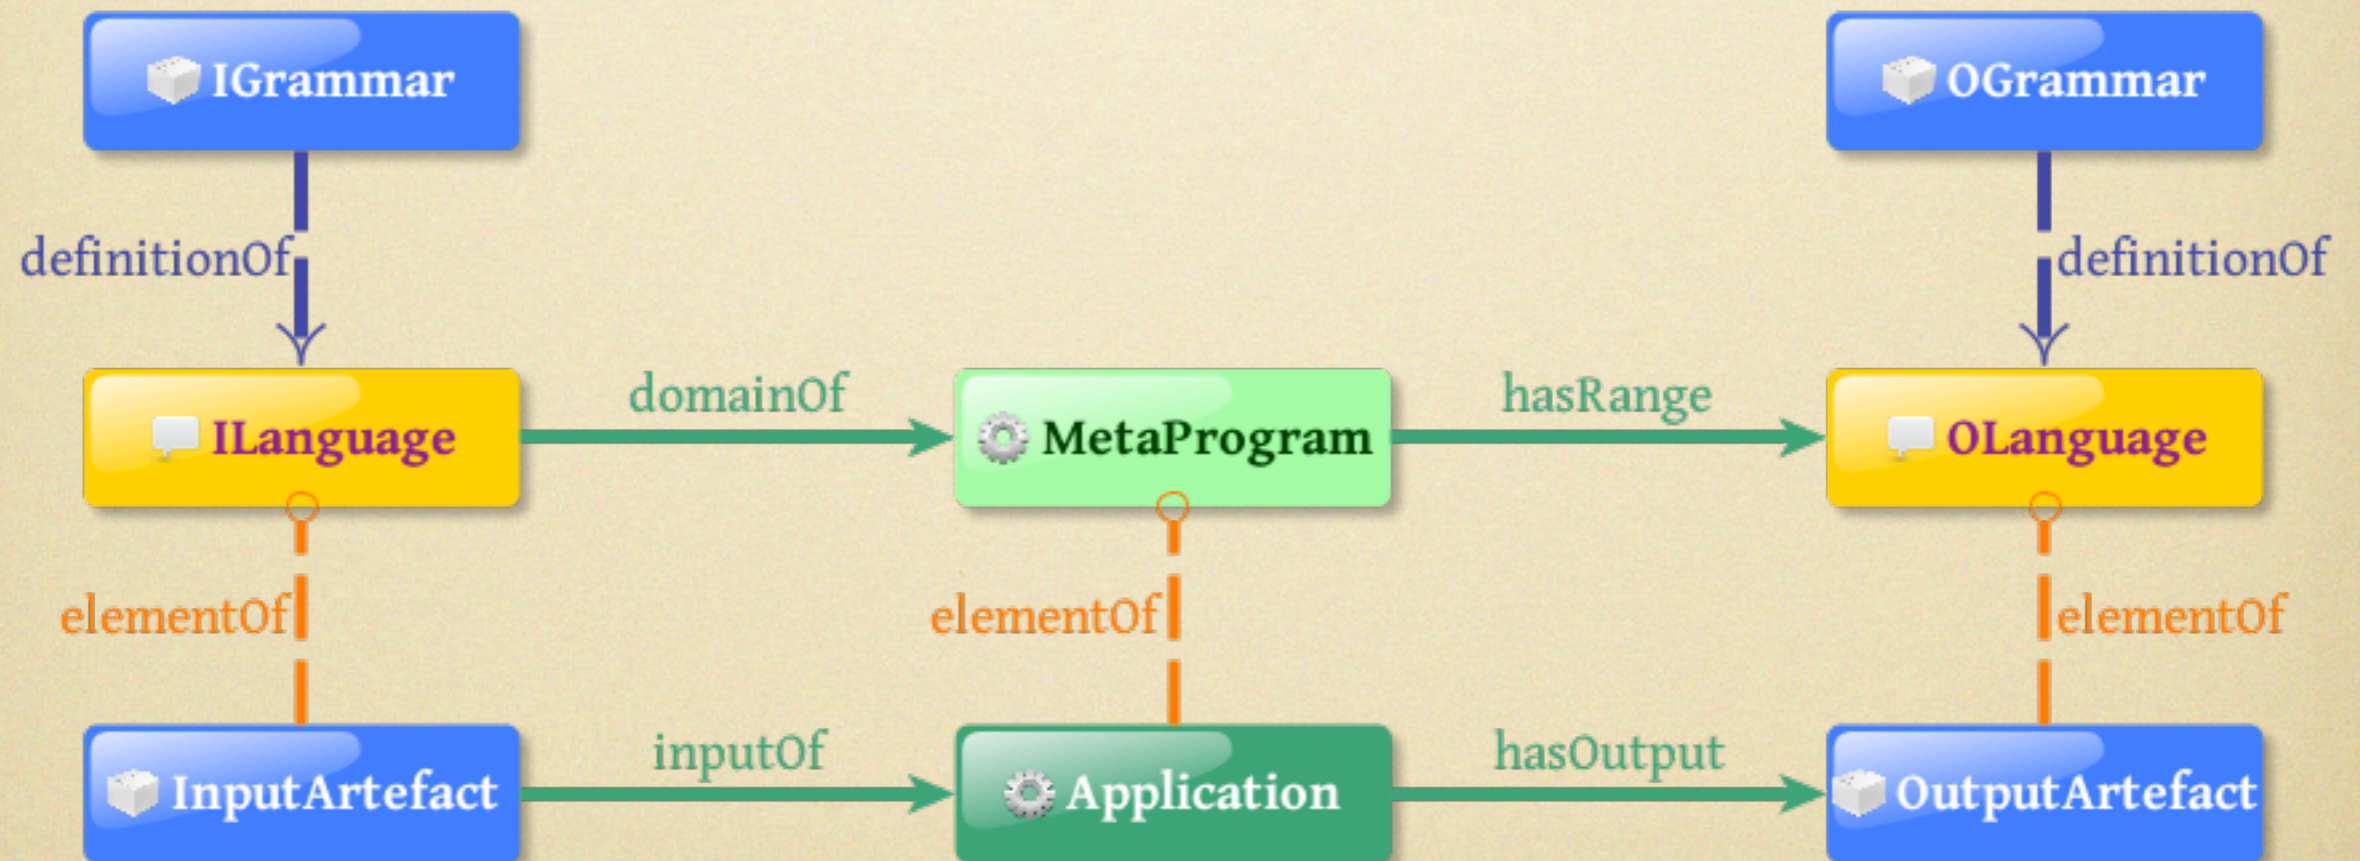 IGrammar
OGrammar
definitionOf
definitionOf
domainOf
hasRange
ILanguage
MetaProgram
OLanguage
elementOf
elementOf
elementOf
inputOf
hasOutput
InputArtefact
Application
OutputArtefact